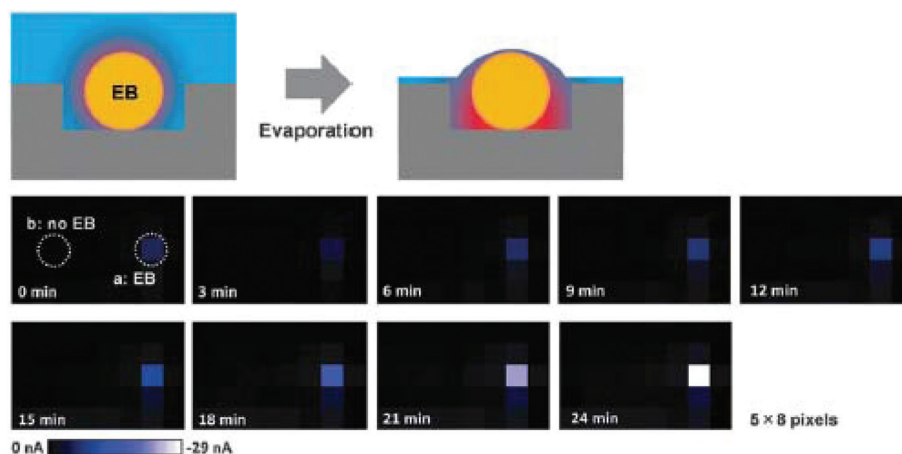 EB
Evaporation
b: no EB
a: EB
0 min
3 min
6 min
9 min
12 min
15 min
18 min
21 min
24 min
5 × 8 pixels
0 nA
-29 nA